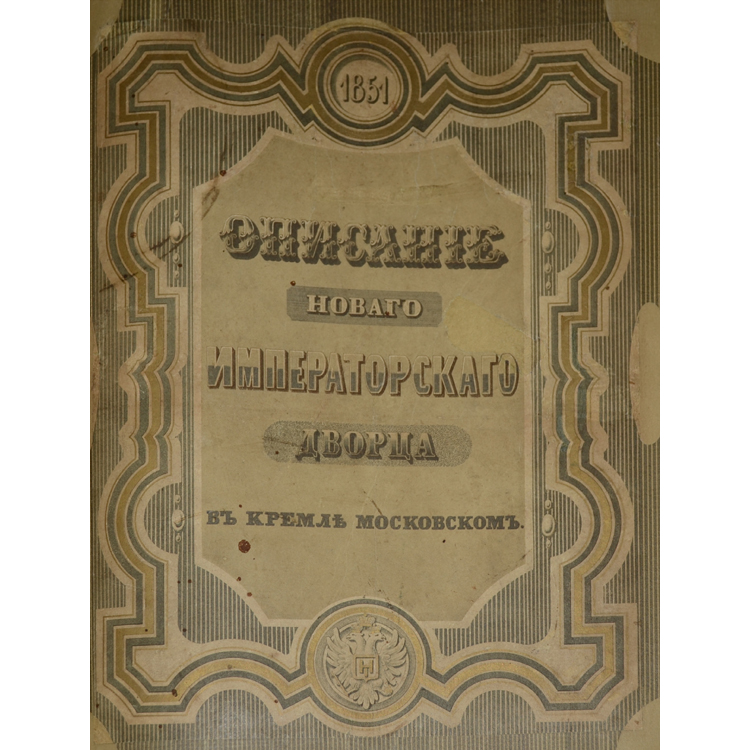 1851
ОПИСАНІЕ
НОВАГО
ИМПЕРАТОРСКАГО
ДВОРЦА
ВЪ КРЕМЛѢ МОСКОВСКОМЪ.